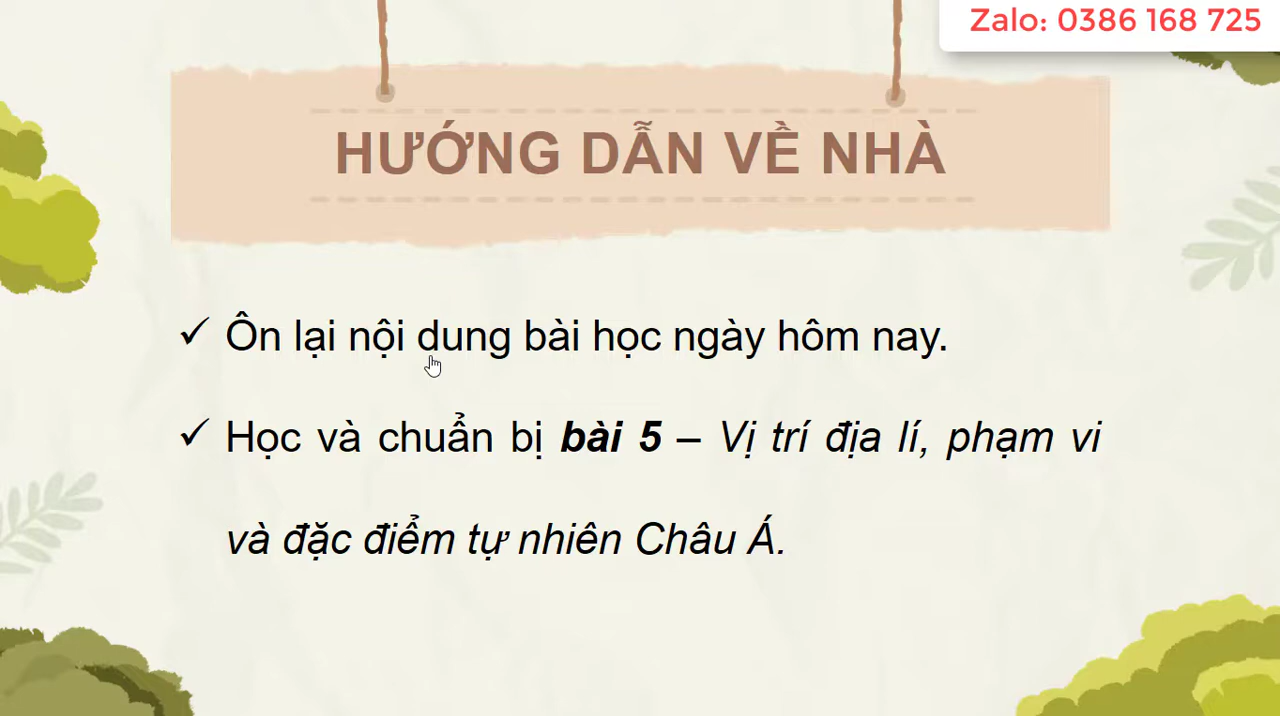 Zalo: 0386 168 725
HƯỚNG DẪN VỀ NHÀ
✓ Ôn lại nội dung bài học ngày hôm nay.
✓ Học và chuẩn bị bài 5 – Vị trí địa lí, phạm vi
và đặc điểm tự nhiên Châu Á.